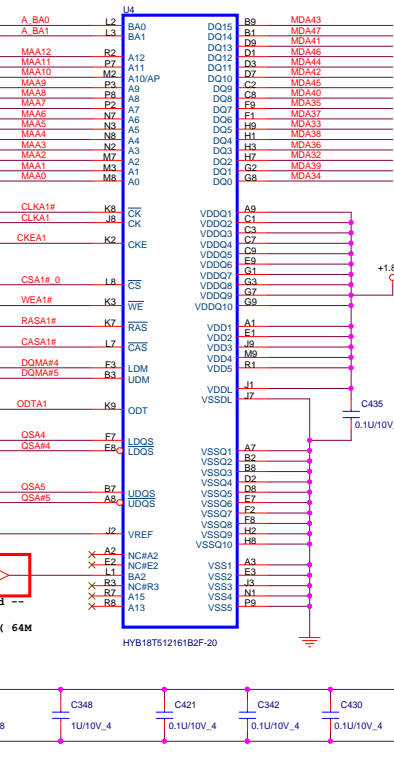 U4
A_BA0 L2 BA0 DQ15 B9 MDA43
A_BA1 L3 BA1 DQ14 B1 MDA47
DQ13 D9 MDA41
MAA12 R2 A12 DQ12 D1 MDA46
MAA11 P7 A11 DQ11 D3 MDA44
MAA10 M2 A10/AP DQ10 D7 MDA42
MAA9 P3 A9 DQ9 C2 MDA45
MAA8 P8 A8 DQ8 C8 MDA40
MAA7 P2 A7 DQ7 F9 MDA35
MAA6 N7 A6 DQ6 F1 MDA37
MAA5 N3 A5 DQ5 H9 MDA33
MAA4 N8 A4 DQ4 H1 MDA38
MAA3 N2 A3 DQ3 H3 MDA36
MAA2 M7 A2 DQ2 H7 MDA32
MAA1 M3 A1 DQ1 G2 MDA39
MAA0 M8 A0 DQ0 G8 MDA34
CLKA1# K8 CK VDDQ1 A9
CLKA1 J8 CK VDDQ2 C1
VDDQ3 C3
CKEA1 K2 CKE VDDQ4 C7
VDDQ5 C9
VDDQ6 E9
VDDQ7 G1
CSA1#_0 L8 CS VDDQ8 G3
VDDQ9 G7
WEA1# K3 WE VDDQ10 G9
+1.8
RASA1# K7 RAS VDD1 A1
VDD2 E1
CASA1# L7 CAS VDD3 J9
VDD4 M9
DQMA#4 F3 LDM VDD5 R1
DQMA#5 B3 UDM
VDDL J1
VSSDL J7
ODTA1 K9 ODT
C435
0.1U/10V
QSA4 F7 LDQS VSSQ1 A7
QSA#4 E8 LDQS VSSQ2 B2
VSSQ3 B8
VSSQ4 D2
QSA5 B7 UDQS VSSQ5 D8
QSA#5 A8 UDQS VSSQ6 E7
VSSQ7 F2
VSSQ8 F8
J2 VREF VSSQ9 H2
VSSQ10 H8
A2 NC#A2
E2 NC#E2 VSS1 A3
L1 BA2 VSS2 E3
R3 NC#R3 VSS3 J3
R7 A15 VSS4 N1
R8 A13 VSS5 P9
d --
( 64M
HYB18T512161B2F-20
C348 C421 C342 C430
8 1U/10V_4 0.1U/10V_4 0.1U/10V_4 0.1U/10V_4